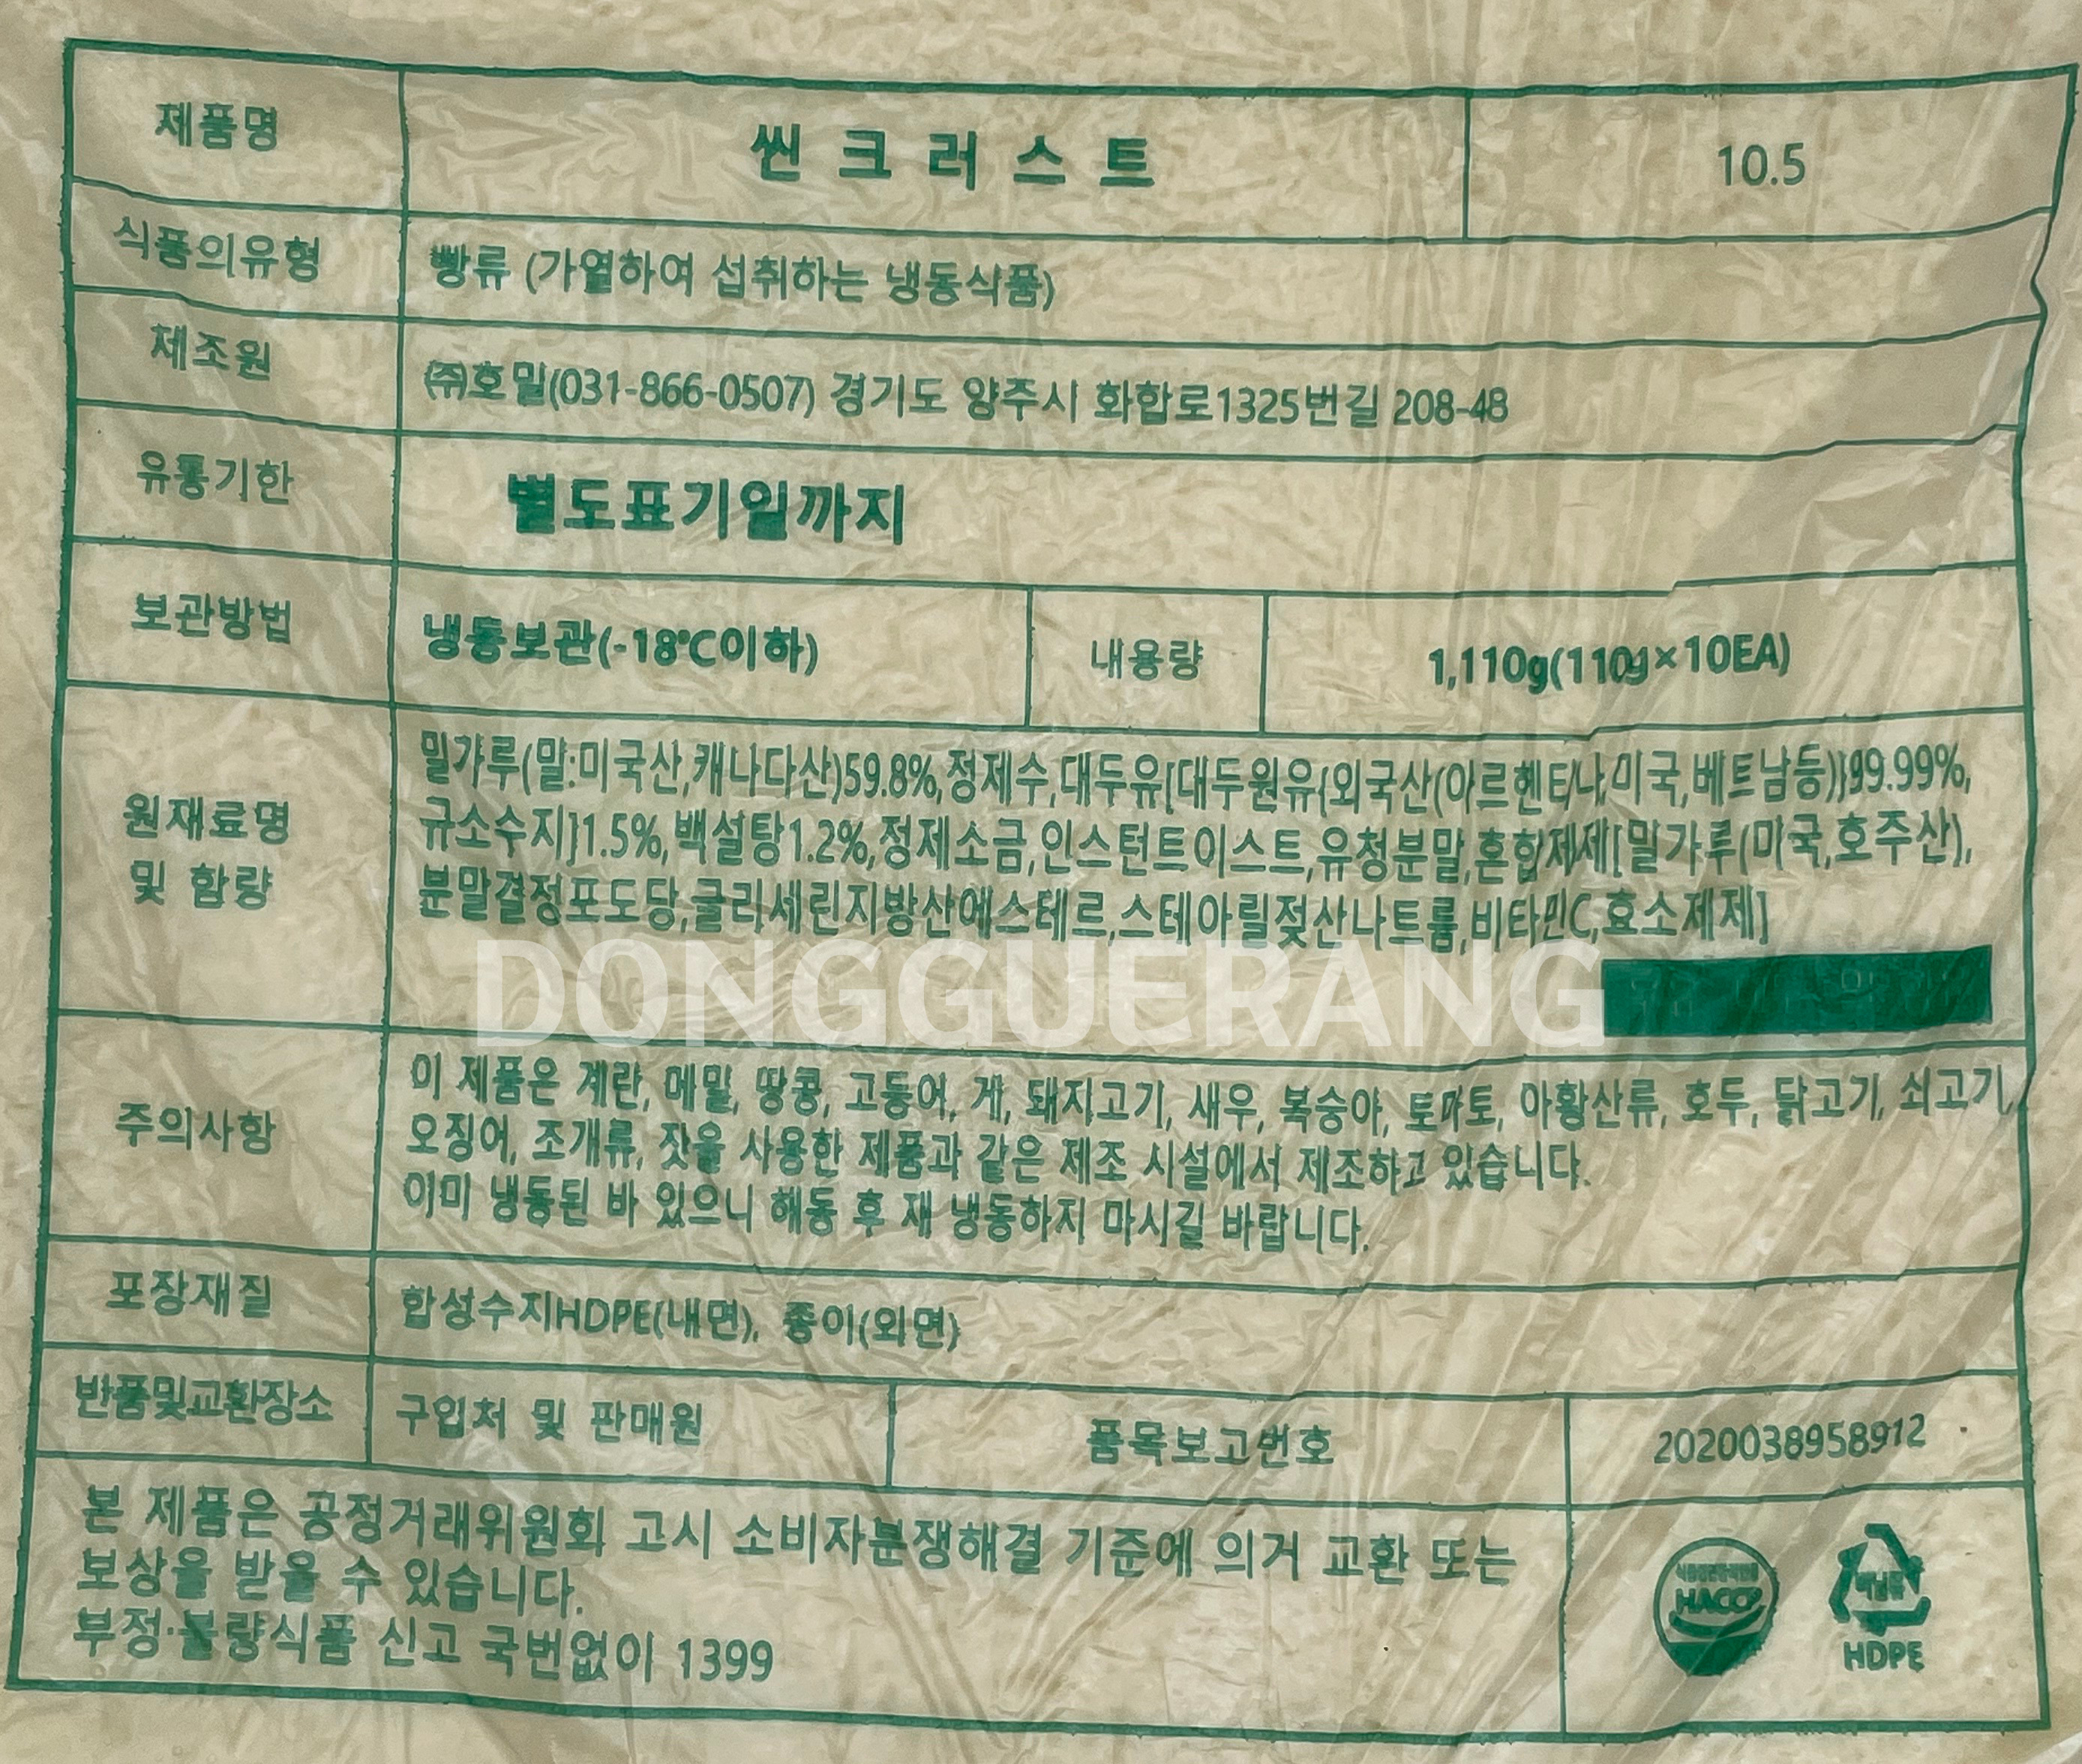 제품명 씬 크러스트 10.5
식품의유형 빵류 (가열하여 섭취하는 냉동식품)
제조원 ㈜호밀(031-866-0507) 경기도 양주시 화합로1325번길 208-48
유통기한 별도표기일까지
보관방법 냉동보관(-18℃이하) 내용량 1,110g(110g×10EA)
밀가루(밀:미국산,캐나다산)59.8%,정제수,대두유[대두원유{외국산(아르헨티나,미국,베트남등)}99.99%,
원재료명
규소수지]1.5%,백설탕1.2%,정제소금,인스턴트이스트,유청분말,혼합제제[밀가루(미국,호주산),
및 함량
분말결정포도당,글리세린지방산에스테르,스테아릴젖산나트륨,비타민C,효소제제]
DONGGUERANG
이 제품은 계란, 메밀, 땅콩, 고등어, 게, 돼지고기, 새우, 복숭아, 토마토, 아황산류, 호두, 닭고기, 쇠고기,
주의사항
오징어, 조개류, 잣을 사용한 제품과 같은 제조 시설에서 제조하고 있습니다.
이미 냉동된 바 있으니 해동 후 재 냉동하지 마시길 바랍니다.
포장재질 합성수지HDPE(내면), 종이(외면)
반품및교환장소 구입처 및 판매원 품목보고번호 2020038958912
본 제품은 공정거래위원회 고시 소비자분쟁해결 기준에 의거 교환 또는
보상을 받을 수 있습니다.
부정·불량식품 신고 국번없이 1399
HACCP
HDPE